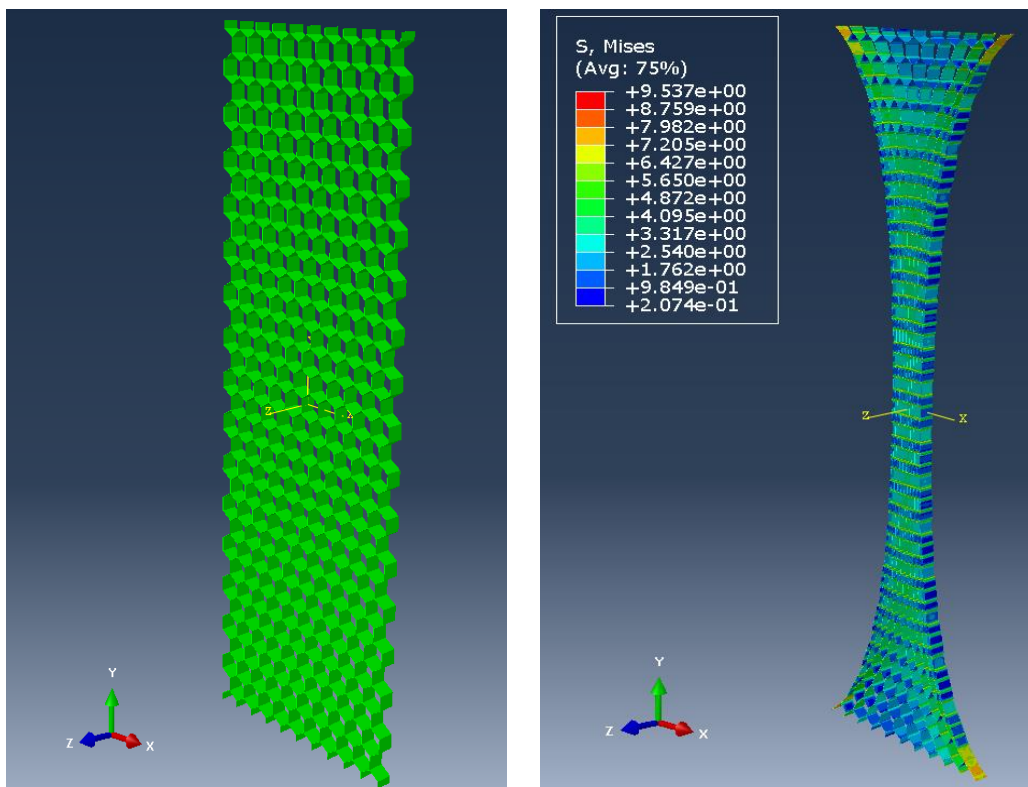 Z
X
Y
Z
X
S, Mises
(Avg: 75%)
+9.537e+00
+8.759e+00
+7.982e+00
+7.205e+00
+6.427e+00
+5.650e+00
+4.872e+00
+4.095e+00
+3.317e+00
+2.540e+00
+1.762e+00
+9.849e-01
+2.074e-01
Z
X
Y
Z
X